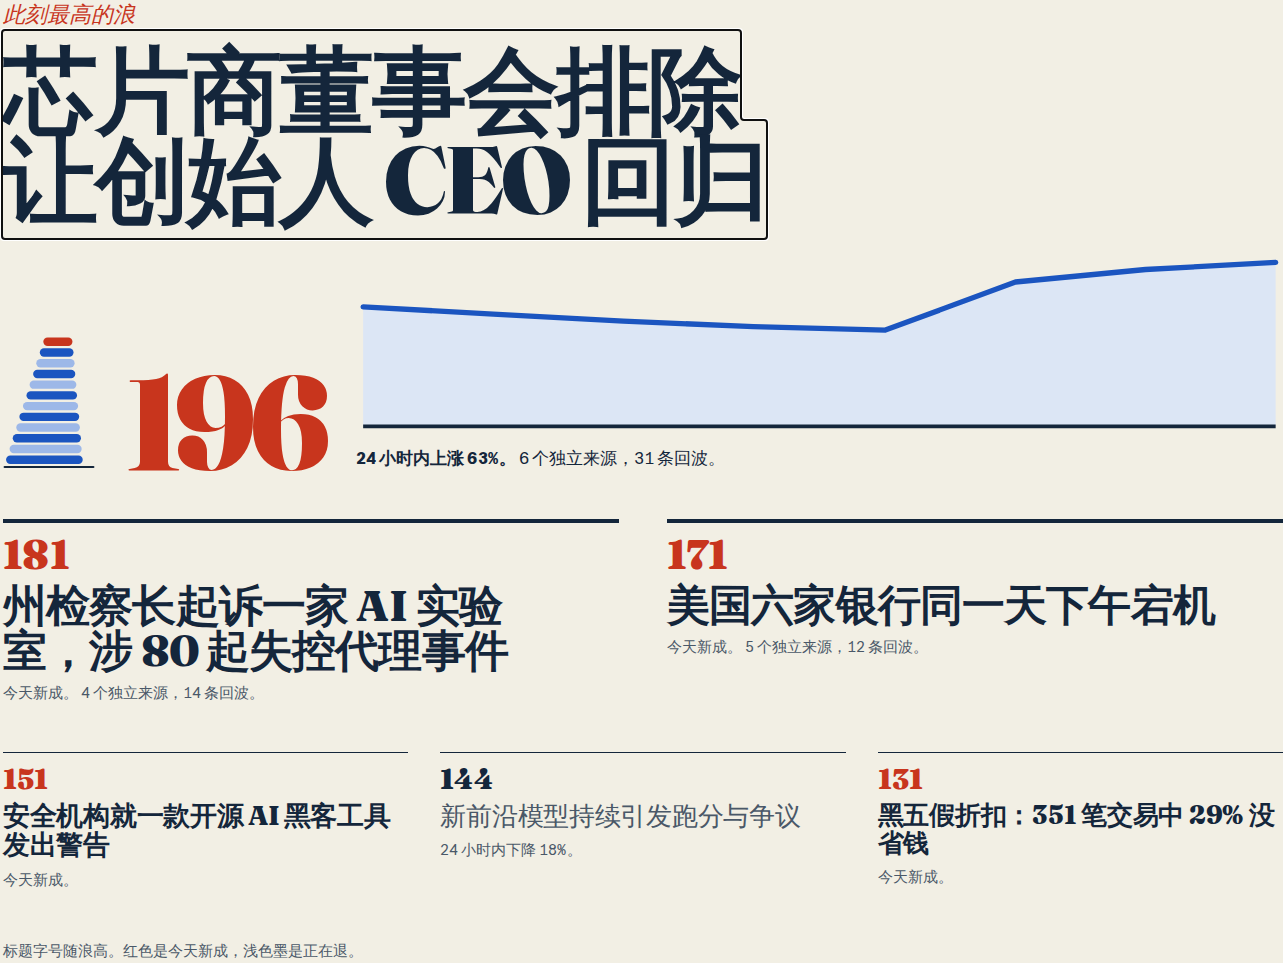 此刻最高的浪
芯片商董事会排除
让创始人 CEO 回归
196
24 小时内上涨 63%。 6 个独立来源，31 条回波。
181
州检察长起诉一家 AI 实验
室，涉 80 起失控代理事件
今天新成。 4 个独立来源，14 条回波。
171
美国六家银行同一天下午宕机
今天新成。 5 个独立来源，12 条回波。
151
安全机构就一款开源 AI 黑客工具
发出警告
今天新成。
144
新前沿模型持续引发跑分与争议
24 小时内下降 18%。
131
黑五假折扣：351 笔交易中 29% 没
省钱
今天新成。
标题字号随浪高。红色是今天新成，浅色墨是正在退。